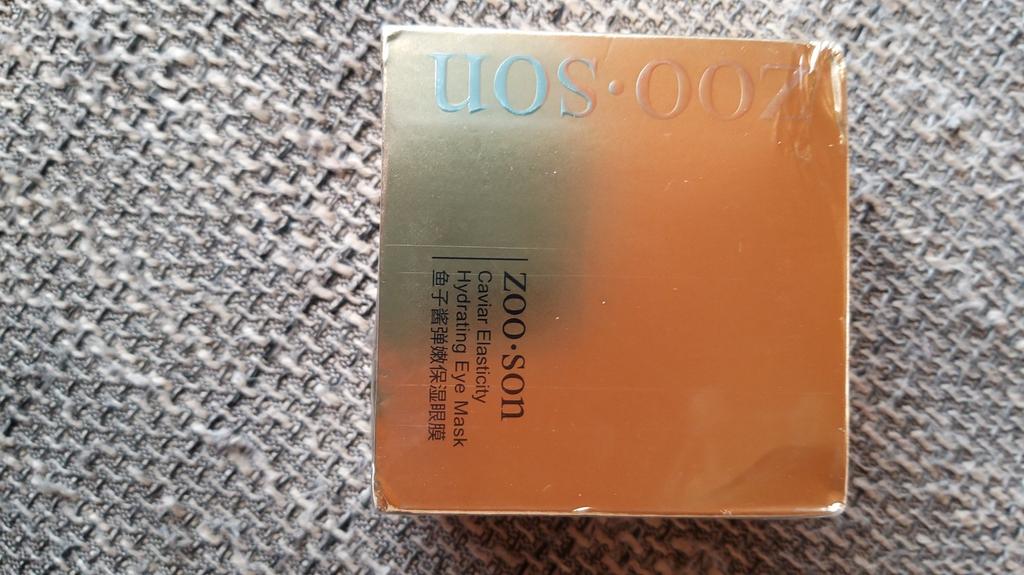 zoo·son
zoo·son
Caviar Elasticity
Hydrating Eye Mask
鱼子酱弹嫩保湿眼膜